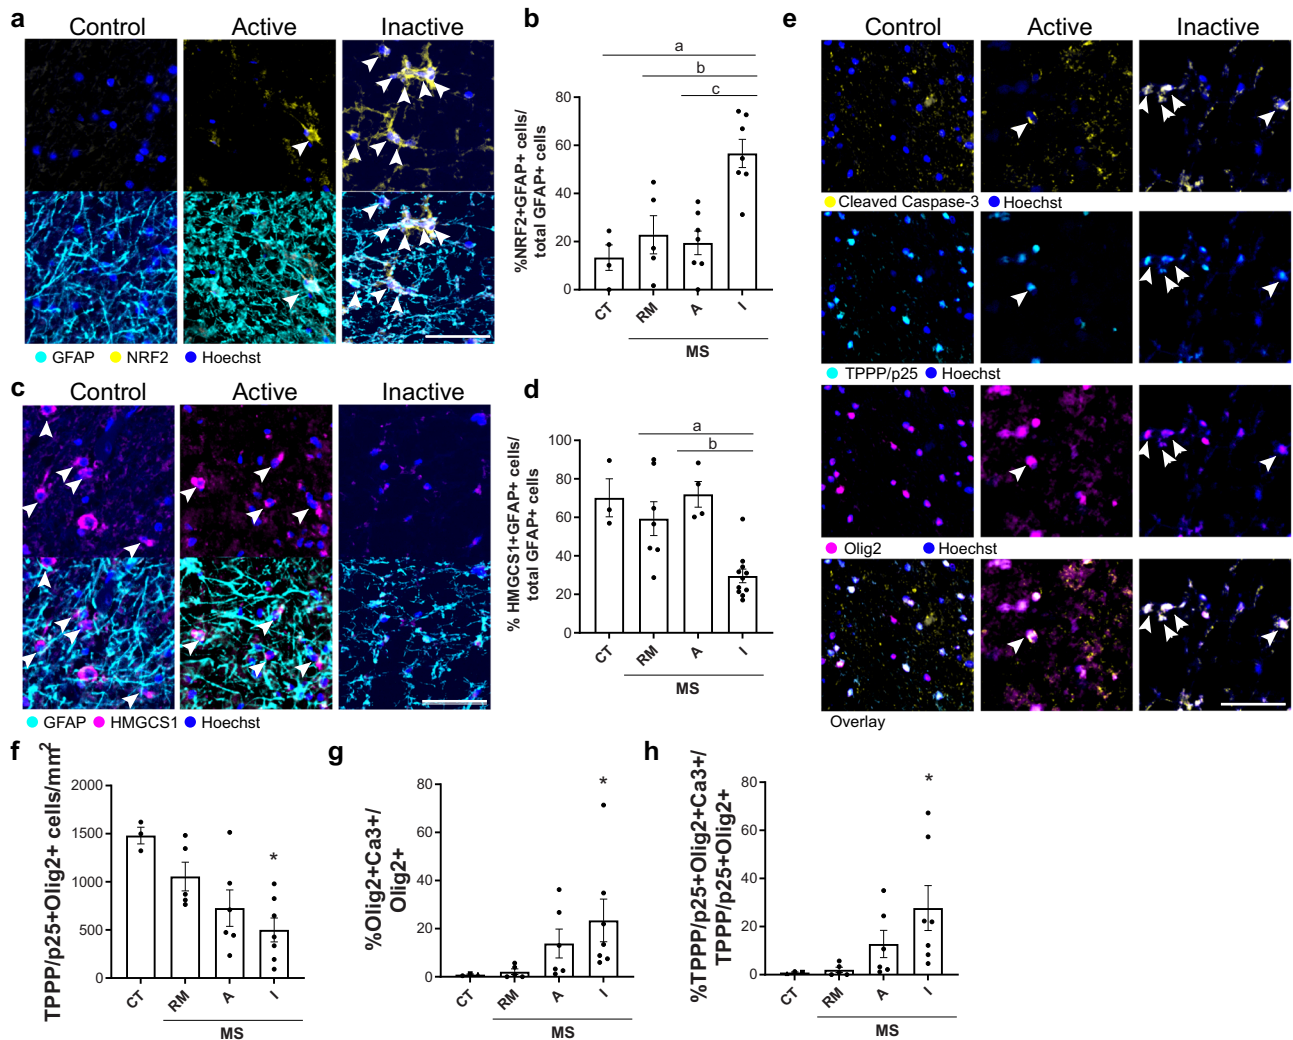 a
Control Active Inactive
GFAP NRF2 Hoechst
b
a
b
c
%NRF2+GFAP+ cells/
total GFAP+ cells
80
60
40
20
0
CT RM A I
MS
c
Control Active Inactive
GFAP HMGCS1 Hoechst
d
a
b
% HMGCS1+GFAP+ cells/
total GFAP+ cells
100
80
60
40
20
0
CT RM A I
MS
e
Control Active Inactive
Cleaved Caspase-3 Hoechst
TPPP/p25 Hoechst
Olig2 Hoechst
Overlay
f
TPPP/p25+Olig2+ cells/mm²
2000
1500
1000
500
0
*
CT RM A I
MS
g
%Olig2+Ca3+/
Olig2+
80
60
40
20
0
*
CT RM A I
MS
h
%TPPP/p25+Olig2+Ca3+/
TPPP/p25+Olig2+
80
60
40
20
0
*
CT RM A I
MS